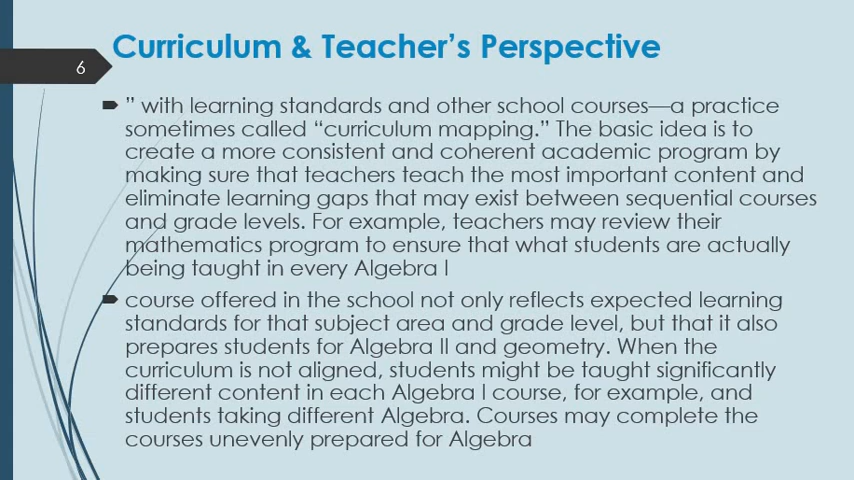 Curriculum & Teacher’s Perspective
6
” with learning standards and other school courses—a practice
sometimes called “curriculum mapping.” The basic idea is to
create a more consistent and coherent academic program by
making sure that teachers teach the most important content and
eliminate learning gaps that may exist between sequential courses
and grade levels. For example, teachers may review their
mathematics program to ensure that what students are actually
being taught in every Algebra I
course offered in the school not only reflects expected learning
standards for that subject area and grade level, but that it also
prepares students for Algebra II and geometry. When the
curriculum is not aligned, students might be taught significantly
different content in each Algebra I course, for example, and
students taking different Algebra. Courses may complete the
courses unevenly prepared for Algebra